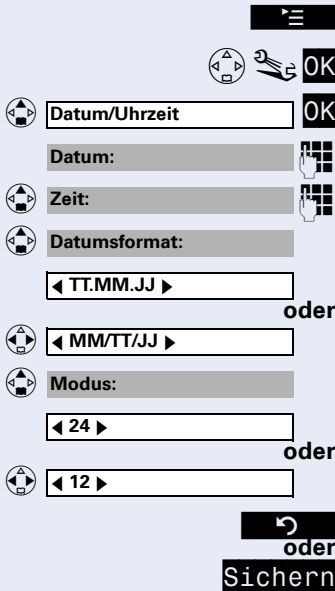 OK
Datum/Uhrzeit OK
Datum:
Zeit:
Datumsformat:
TT.MM.JJ
oder
MM/TT/JJ
Modus:
24
oder
12
oder
Sichern